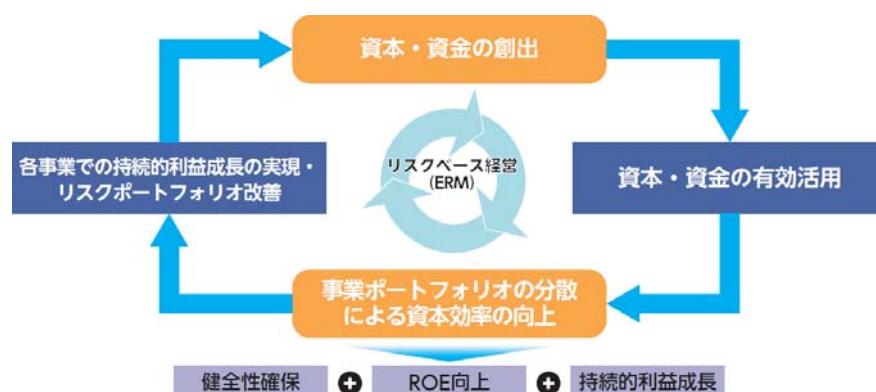 資本・資金の創出
各事業での持続的利益成長の実現・
リスクポートフォリオ改善
リスクベース経営
(ERM)
資本・資金の有効活用
事業ポートフォリオの分散
による資本効率の向上
健全性確保 + ROE向上 + 持続的利益成長